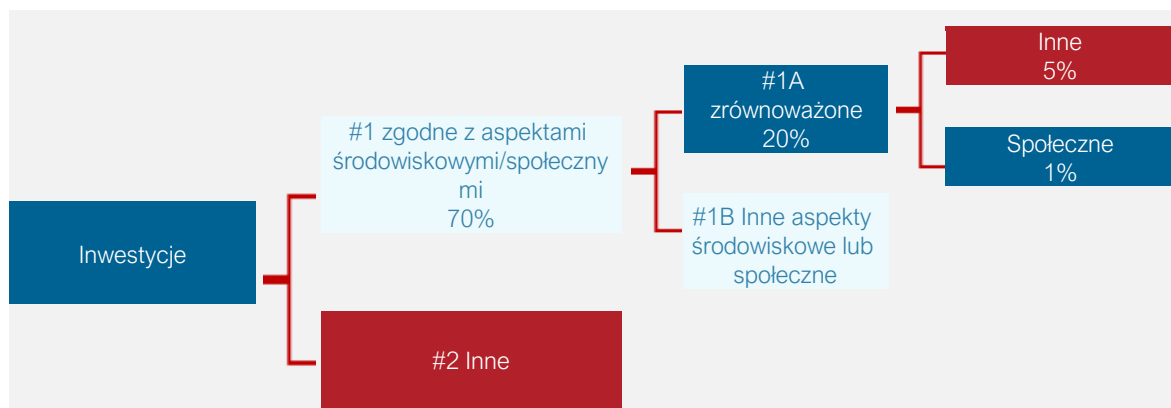 Inwestycje
#1 zgodne z aspektami
środowiskowymi/społeczny
mi
70%
#2 Inne
#1A
zrównoważone
20%
#1B Inne aspekty
środowiskowe lub
społeczne
Inne
5%
Społeczne
1%